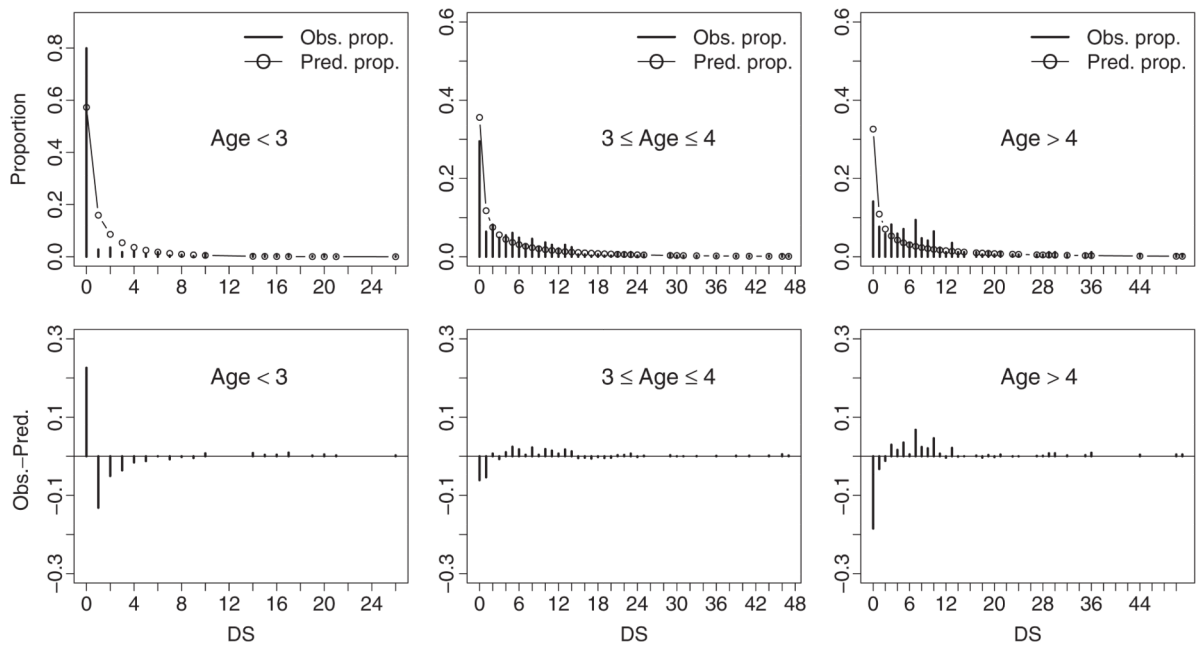 Proportion
0.0 0.2 0.4 0.6 0.8
Obs. prop.
Pred. prop.
Age < 3
0 4 8 12 16 20 24
0.0 0.2 0.4 0.6
Obs. prop.
Pred. prop.
3 ≤ Age ≤ 4
0 6 12 18 24 30 36 42 48
0.0 0.2 0.4 0.6
Obs. prop.
Pred. prop.
Age > 4
0 6 12 20 28 36 44
Obs.−Pred.
−0.3 −0.1 0.1 0.3
Age < 3
0 4 8 12 16 20 24
DS
−0.3 −0.1 0.1 0.3
3 ≤ Age ≤ 4
0 6 12 18 24 30 36 42 48
DS
−0.3 −0.1 0.1 0.3
Age > 4
0 6 12 20 28 36 44
DS